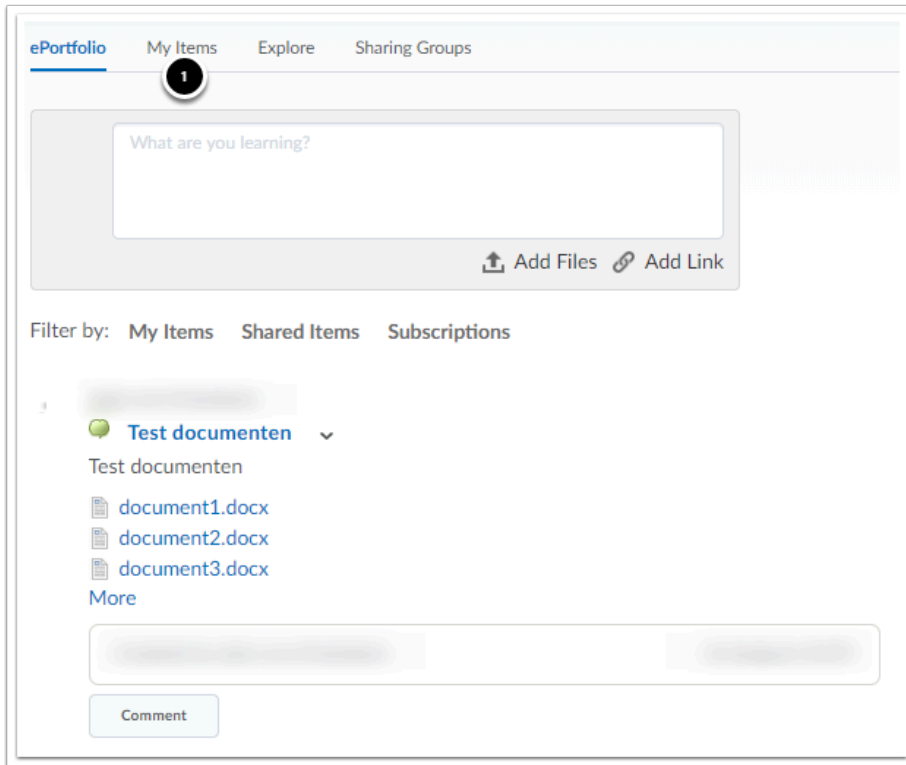 ePortfolio My Items Explore Sharing Groups
1
What are you learning?
Add Files Add Link
Filter by: My Items Shared Items Subscriptions
Test documenten
Test documenten
document1.docx
document2.docx
document3.docx
More
Comment